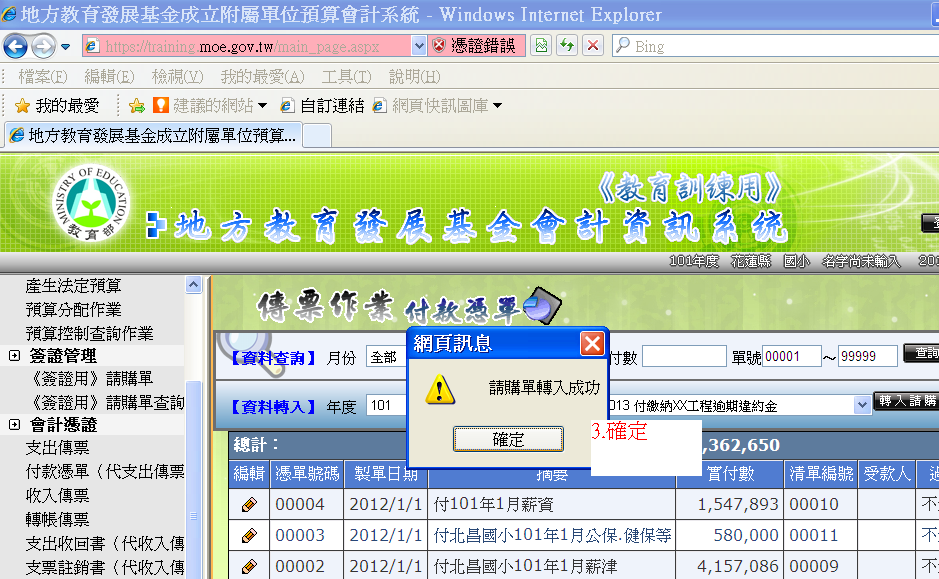 地方教育發展基金成立附屬單位預算會計系統 - Windows Internet Explorer
https://training.moe.gov.tw/main_page.aspx 憑證錯誤 Bing
檔案(F) 編輯(E) 檢視(V) 我的最愛(A) 工具(T) 說明(H)
我的最愛 建議的網站 自訂連結 網頁快訊圖庫
地方教育發展基金成立附屬單位預算...
MINISTRY OF EDUCATION
教育部
《教育訓練用》
地方教育發展基金會計資訊系統
101年度 花蓮縣 國小 名字尚未輸入 200
產生法定預算
預算分配作業
預算控制查詢作業
簽證管理
《簽證用》請購單
《簽證用》請購單查詢
會計憑證
支出傳票
付款憑單（代支出傳票
收入傳票
轉帳傳票
支出收回書（代收入傳
支票註銷書（代收入傳
傳票作業 付款憑單
【資料查詢】 月份 全部 付數 單號 00001 ～ 99999 查詢
【資料轉入】 年度 101 013 付繳納XX工程逾期違約金 轉入請購
網頁訊息
請購單轉入成功
確定
3.確定
總計： ,362,650
編輯 憑單號碼 製單日期 摘要 實付數 清單編號 受款人
00004 2012/1/1 付101年1月薪資 1,547,893 00010 不
00003 2012/1/1 付北昌國小101年1月公保.健保等 580,000 00011 不
00002 2012/1/1 付北昌國小101年1月薪津 4,157,086 00009 不